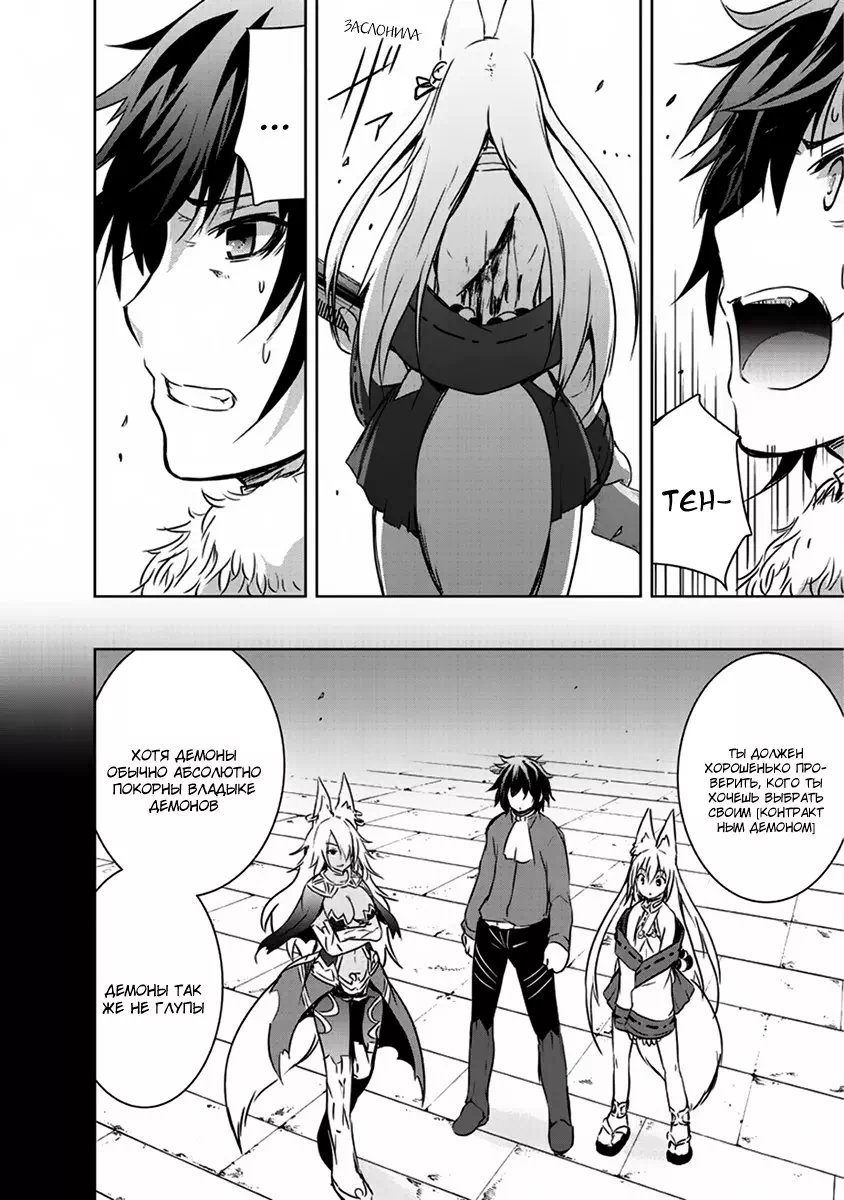 ТЕН-
ЗАСЛОНИЛА
...
ТЫ ДОЛЖЕН
ХОРОШЕНЬКО ПРО-
ВЕРИТЬ, КОГО ТЫ
ХОЧЕШЬ ВЫБРАТЬ
СВОИМ [КОНТРАКТ
НЫМ ДЕМОНОМ]
ХОТЯ ДЕМОНЫ
ОБЫЧНО АБСОЛЮТНО
ПОКОРНЫ ВЛАДЫКЕ
ДЕМОНОВ
ДЕМОНЫ ТАК
ЖЕ НЕ ГЛУПЫ